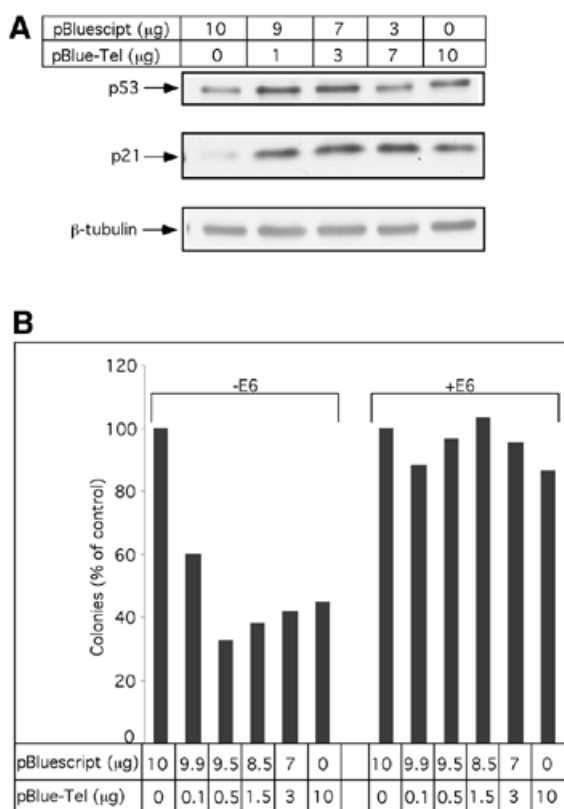 A
pBluescipt (μg) 10 9 7 3 0
pBlue-Tel (μg) 0 1 3 7 10
p53
p21
β-tubulin
B
120
-E6 +E6
100
80
60
40
20
0
Colonies (% of control)
pBluescript (μg) 10 9.9 9.5 8.5 7 0 10 9.9 9.5 8.5 7 0
pBlue-Tel (μg) 0 0.1 0.5 1.5 3 10 0 0.1 0.5 1.5 3 10